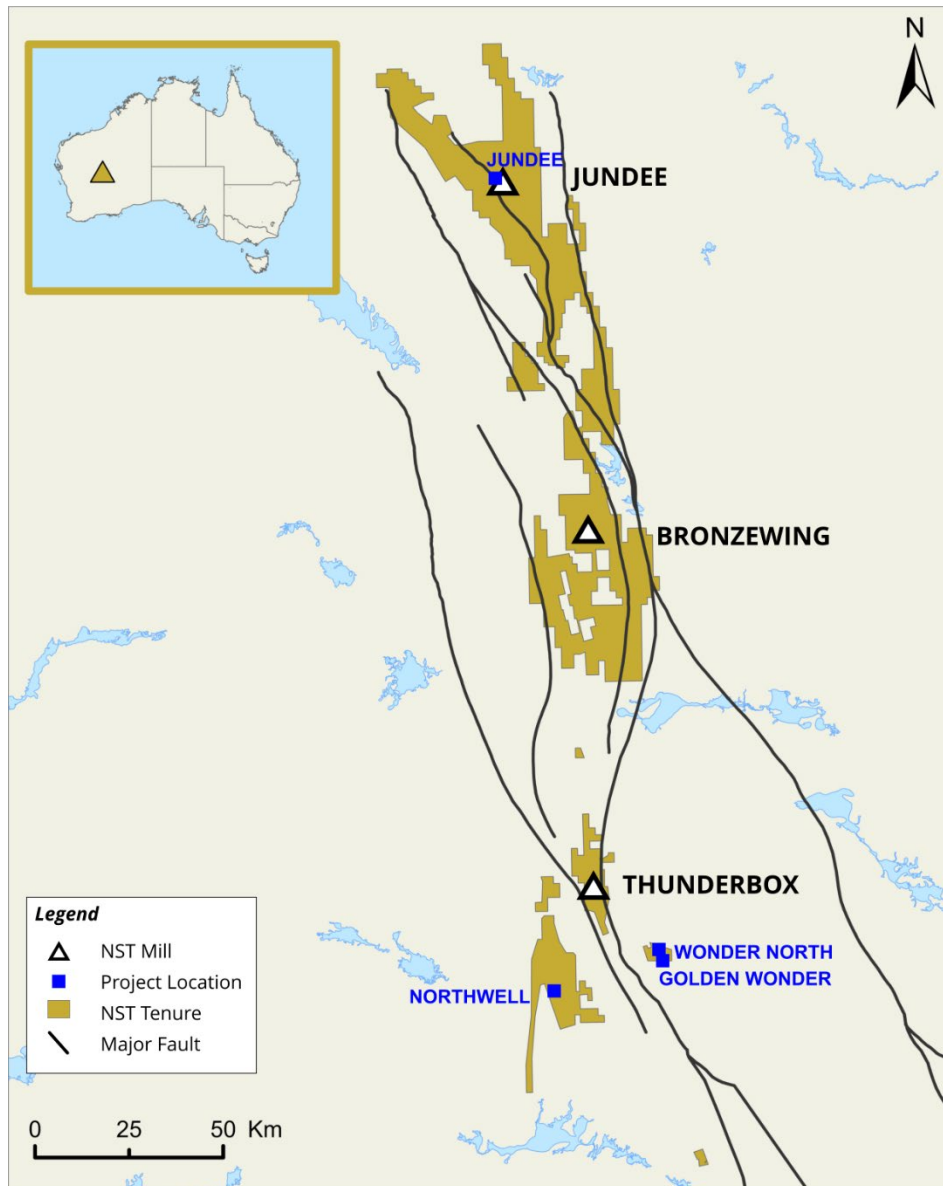 N
JUNDEE
JUNDEE
BRONZEWING
THUNDERBOX
WONDER NORTH
GOLDEN WONDER
NORTHWELL
Legend
NST Mill
Project Location
NST Tenure
Major Fault
0 25 50 Km